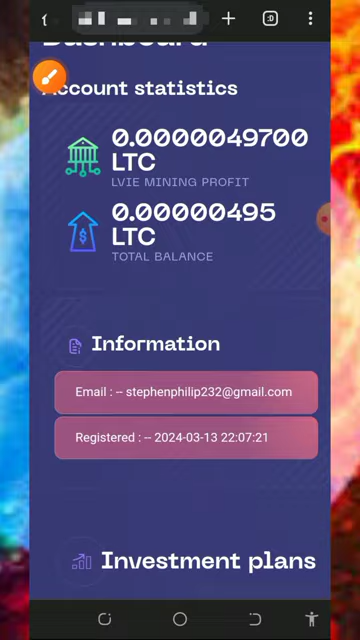 Dashboard
Account statistics
0.0000049700
LTC
LVIE MINING PROFIT
0.00000495
LTC
TOTAL BALANCE
Information
Email : -- stephenphilip232@gmail.com
Registered : -- 2024-03-13 22:07:21
Investment plans